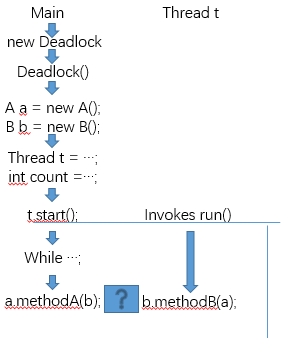 Main Thread t
new Deadlock
Deadlock()
A a = new A();
B b = new B();
Thread t = ···;
int count =···;
t.start(); Invokes run()
While ···;
a.methodA(b); ? b.methodB(a);